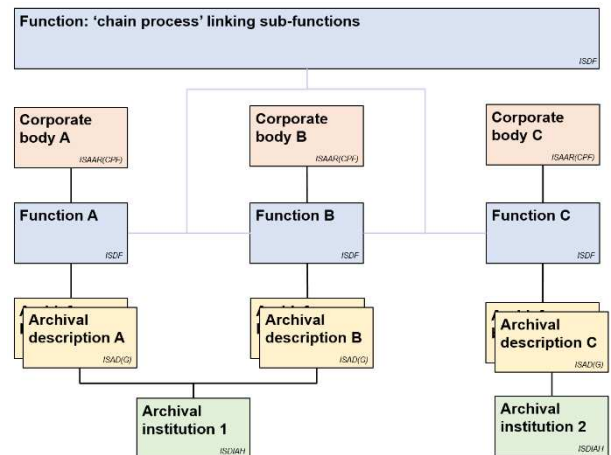 Function: ‘chain process’ linking sub-functions
ISDF
Corporate
body A
ISAAR(CPF)
Corporate
body B
ISAAR(CPF)
Corporate
body C
ISAAR(CPF)
Function A
ISDF
Function B
ISDF
Function C
ISDF
Archival
description A
ISAD(G)
Archival
description B
ISAD(G)
Archival
description C
ISAD(G)
Archival
institution 1
ISDIAH
Archival
institution 2
ISDIAH